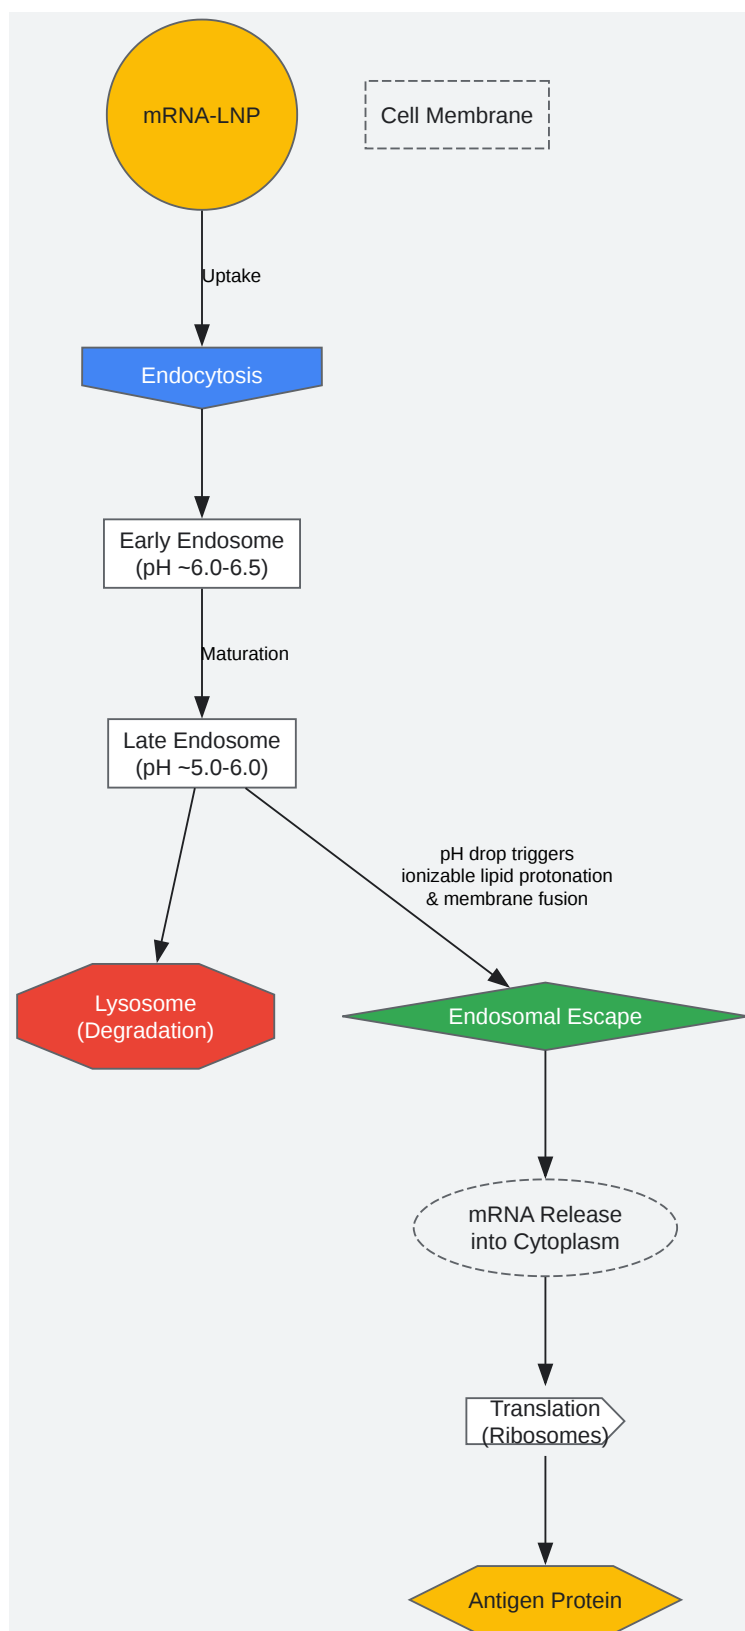 mRNA-LNP
Cell Membrane
Uptake
Endocytosis
Early Endosome
(pH ~6.0-6.5)
Maturation
Late Endosome
(pH ~5.0-6.0)
pH drop triggers
ionizable lipid protonation
& membrane fusion
Lysosome
(Degradation)
Endosomal Escape
mRNA Release
into Cytoplasm
Translation
(Ribosomes)
Antigen Protein